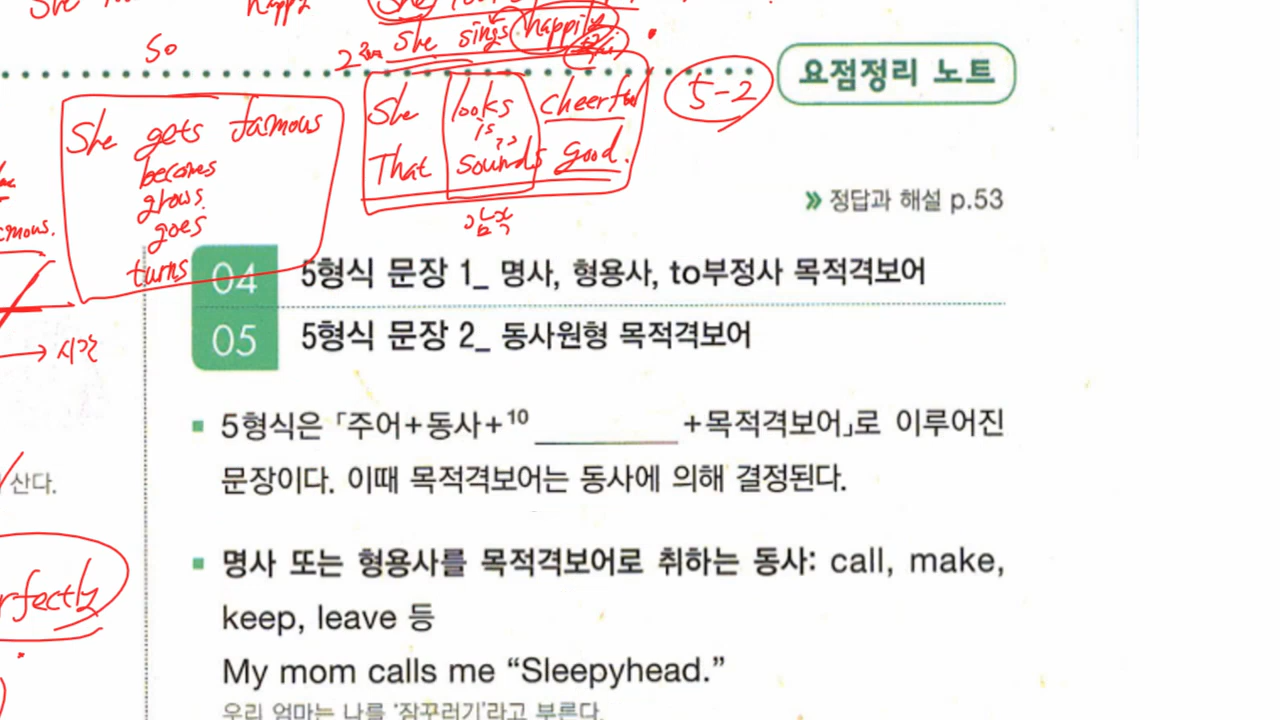 She
happy
She
She sings happily
so
요점정리 노트
5-2
She gets famous
becomes
grows
goes
turns
She looks cheerful
is
That sounds good.
감각
» 정답과 해설 p.53
04 5형식 문장 1_ 명사, 형용사, to부정사 목적격보어
05 5형식 문장 2_ 동사원형 목적격보어
→ 시각
▪ 5형식은 「주어+동사+10 ________ +목적격보어」로 이루어진
문장이다. 이때 목적격보어는 동사에 의해 결정된다.
산다.
▪ 명사 또는 형용사를 목적격보어로 취하는 동사: call, make,
rfectly
keep, leave 등
My mom calls me “Sleepyhead.”
우리 엄마는 나를 ‘잠꾸러기’라고 부른다.